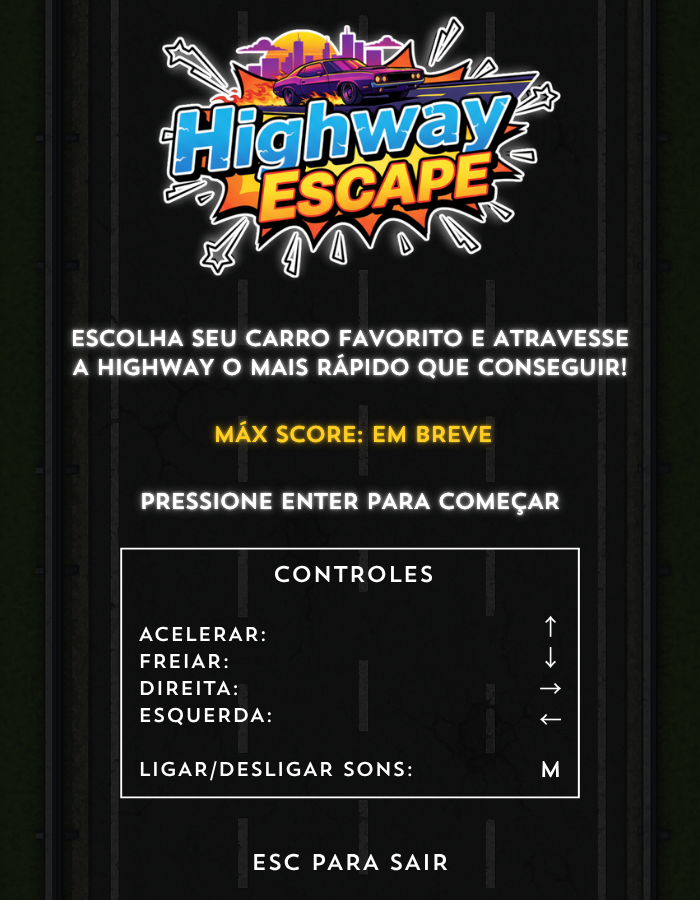 Highway
ESCAPE
ESCOLHA SEU CARRO FAVORITO E ATRAVESSE
A HIGHWAY O MAIS RÁPIDO QUE CONSEGUIR!
MÁX SCORE: EM BREVE
PRESSIONE ENTER PARA COMEÇAR
CONTROLES
ACELERAR: ↑
FREIAR: ↓
DIREITA: →
ESQUERDA: ←
LIGAR/DESLIGAR SONS: M
ESC PARA SAIR